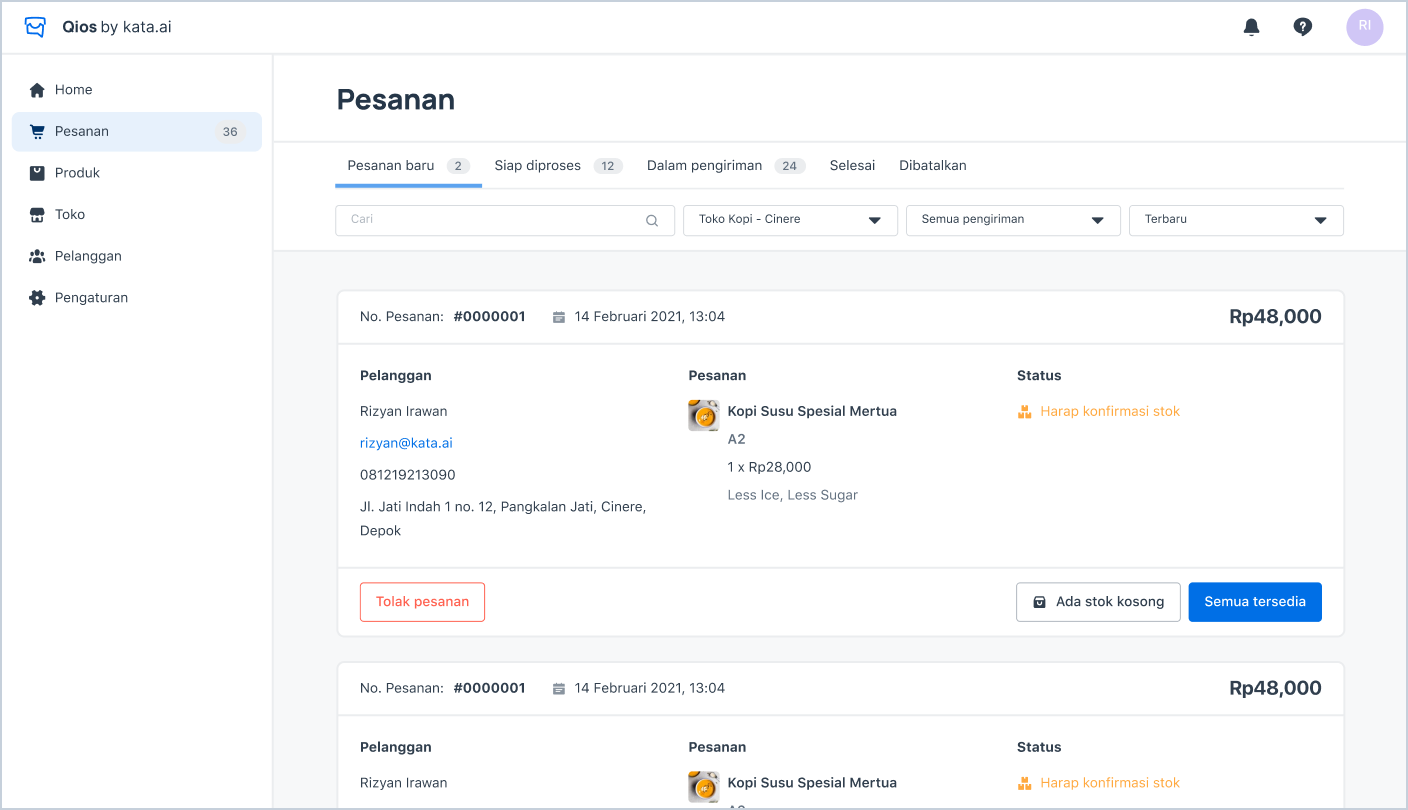 Qios by kata.ai
RI
Home
Pesanan 36
Produk
Toko
Pelanggan
Pengaturan
Pesanan
Pesanan baru 2 Siap diproses 12 Dalam pengiriman 24 Selesai Dibatalkan
Cari Toko Kopi - Cinere Semua pengiriman Terbaru
No. Pesanan: #0000001 14 Februari 2021, 13:04 Rp48,000
Pelanggan
Rizyan Irawan
rizyan@kata.ai
081219213090
Jl. Jati Indah 1 no. 12, Pangkalan Jati, Cinere,
Depok
Pesanan
Kopi Susu Spesial Mertua
A2
1 x Rp28,000
Less Ice, Less Sugar
Status
Harap konfirmasi stok
Tolak pesanan Ada stok kosong Semua tersedia
No. Pesanan: #0000001 14 Februari 2021, 13:04 Rp48,000
Pelanggan
Rizyan Irawan
Pesanan
Kopi Susu Spesial Mertua
Status
Harap konfirmasi stok